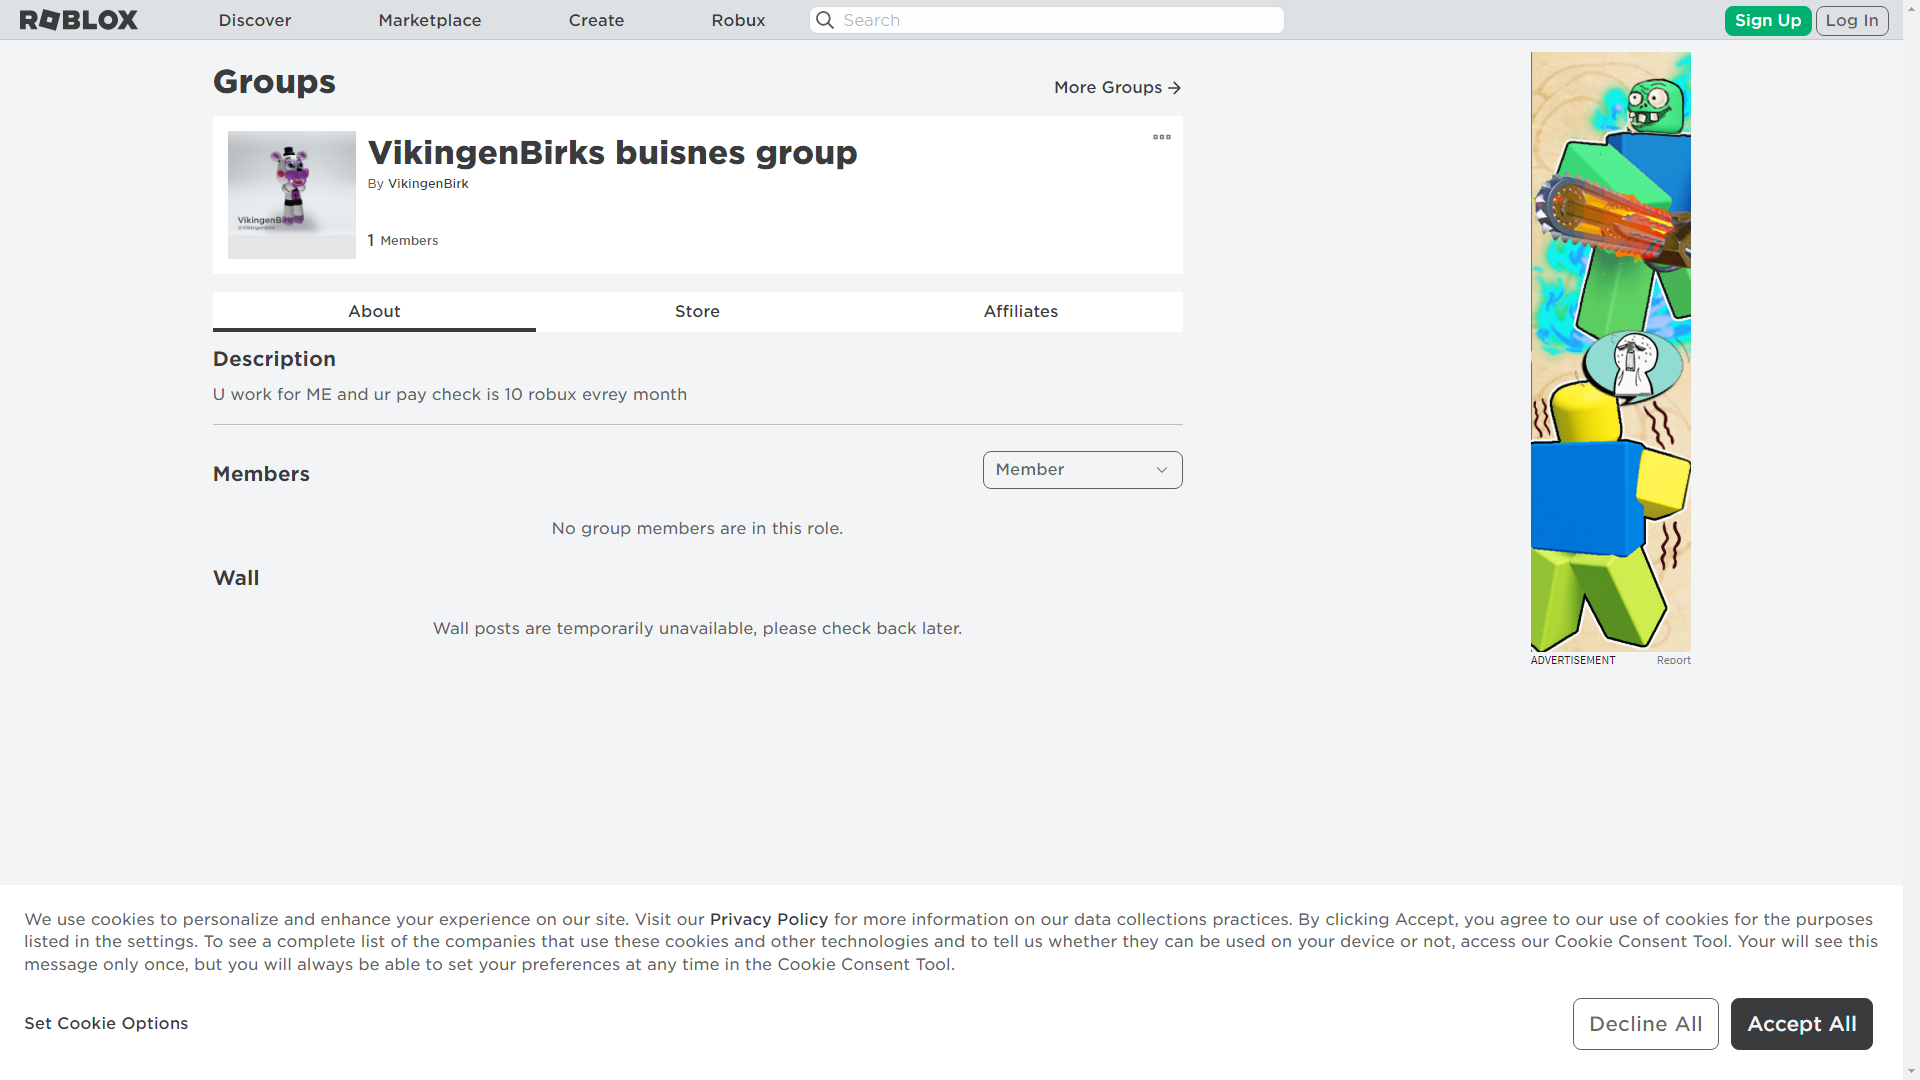 ROBLOX
Discover
Marketplace
Create
Robux
Search
Sign Up
Log In
Groups
More Groups
VikingenBirks buisnes group
By VikingenBirk
1 Members
About
Store
Affiliates
Description
U work for ME and ur pay check is 10 robux evrey month
Members
Member
No group members are in this role.
Wall
Wall posts are temporarily unavailable, please check back later.
ADVERTISEMENT
Report
We use cookies to personalize and enhance your experience on our site. Visit our Privacy Policy for more information on our data collections practices. By clicking Accept, you agree to our use of cookies for the purposes
listed in the settings. To see a complete list of the companies that use these cookies and other technologies and to tell us whether they can be used on your device or not, access our Cookie Consent Tool. Your will see this
message only once, but you will always be able to set your preferences at any time in the Cookie Consent Tool.
Set Cookie Options
Decline All
Accept All